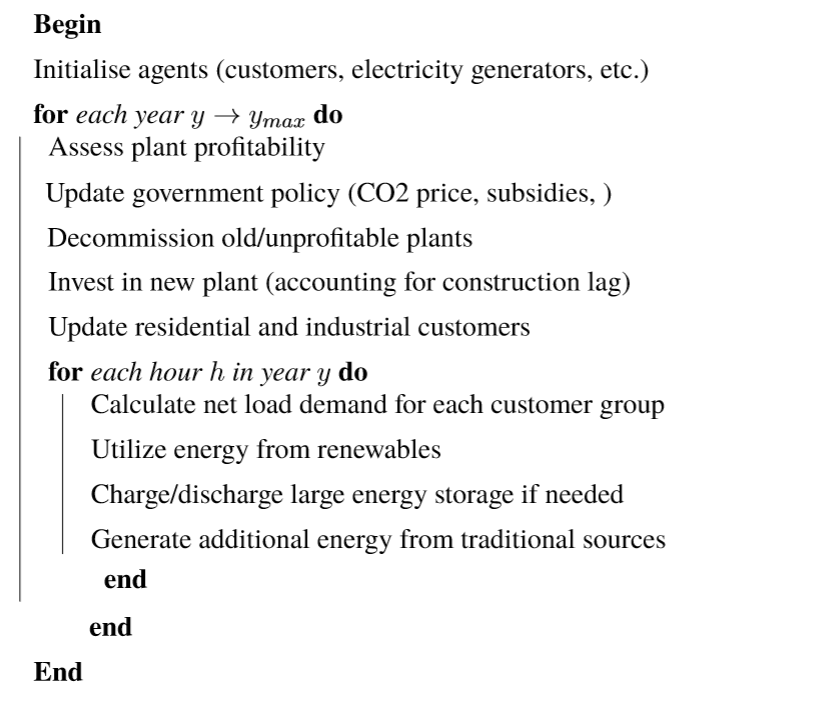 Begin
Initialise agents (customers, electricity generators, etc.)
for each year y → y_max do
Assess plant profitability
Update government policy (CO2 price, subsidies, )
Decommission old/unprofitable plants
Invest in new plant (accounting for construction lag)
Update residential and industrial customers
for each hour h in year y do
Calculate net load demand for each customer group
Utilize energy from renewables
Charge/discharge large energy storage if needed
Generate additional energy from traditional sources
end
end
End